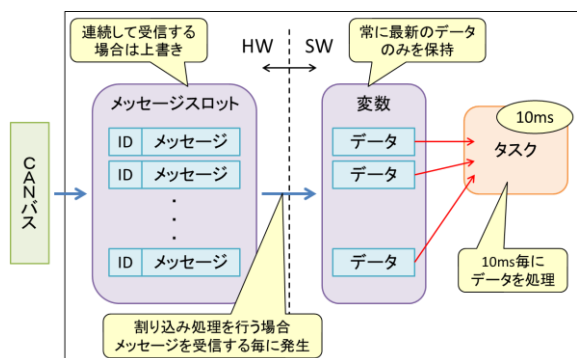 連続して受信する
場合は上書き
HW
SW
常に最新のデータ
のみを保持
メッセージスロット
変数
10ms
タスク
CANバス
ID メッセージ
ID メッセージ
・
・
・
ID メッセージ
データ
データ
データ
10ms毎に
データを処理
割り込み処理を行う場合
メッセージを受信する毎に発生